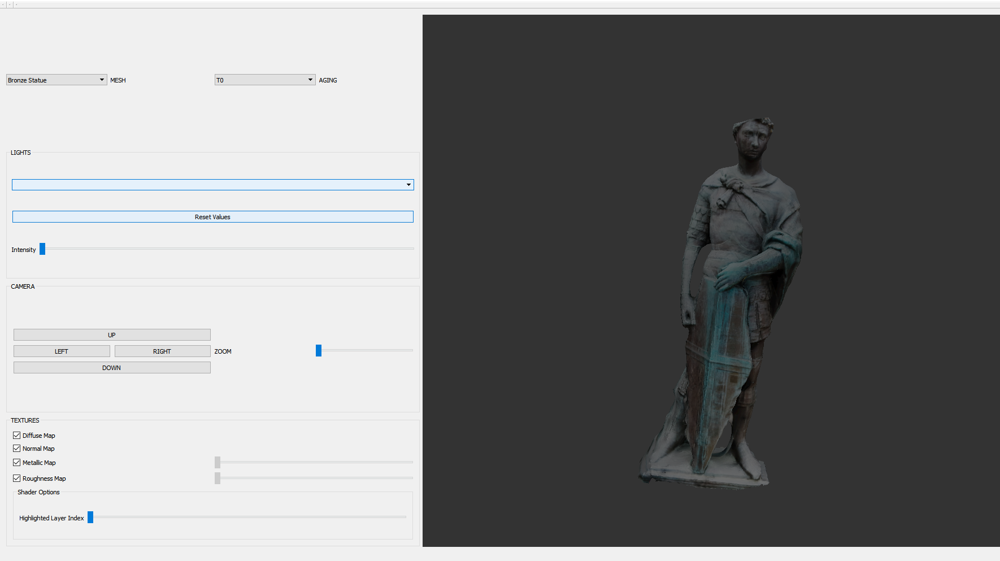 Bronze Statue
MESH
T0
AGING
LIGHTS
Reset Values
Intensity
CAMERA
UP
LEFT
RIGHT
ZOOM
DOWN
TEXTURES
Diffuse Map
Normal Map
Metallic Map
Roughness Map
Shader Options
Highlighted Layer Index